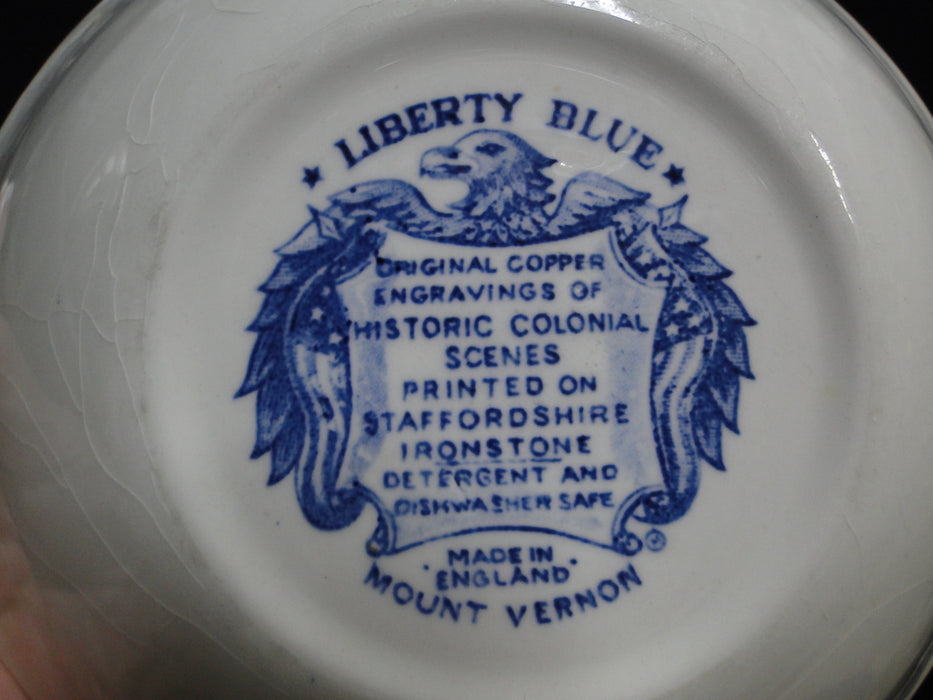 LIBERTY BLUE
ORIGINAL COPPER
ENGRAVINGS OF
HISTORIC COLONIAL
SCENES
PRINTED ON
STAFFORDSHIRE
IRONSTONE
DETERGENT AND
DISHWASHER SAFE
®
MADE IN
ENGLAND
MOUNT VERNON